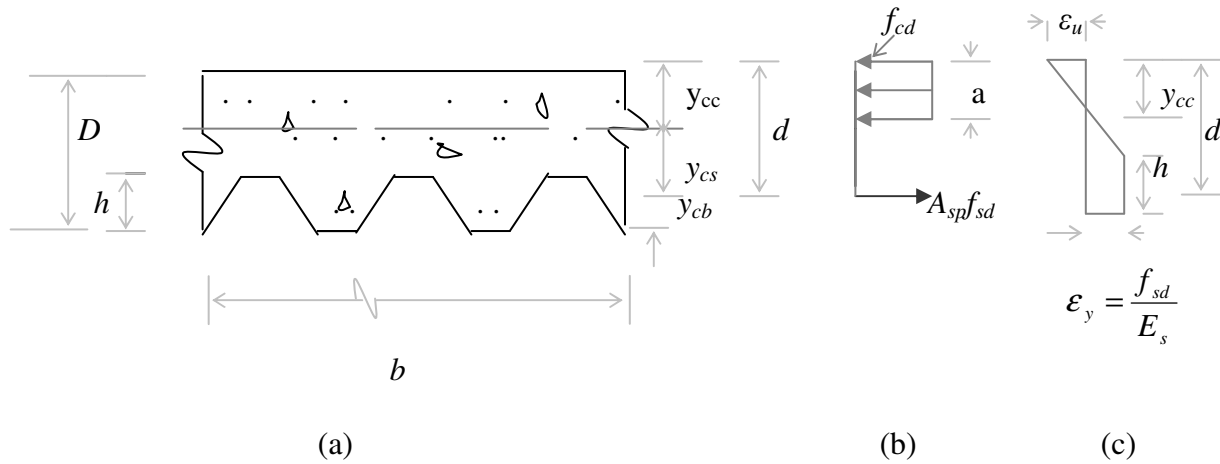 D
h
y_cc
y_cs
y_cb
d
b
(a)
f_cd
a
A_sp f_sd
(b)
ε_u
y_cc
d
h
ε_y = f_sd / E_s
(c)